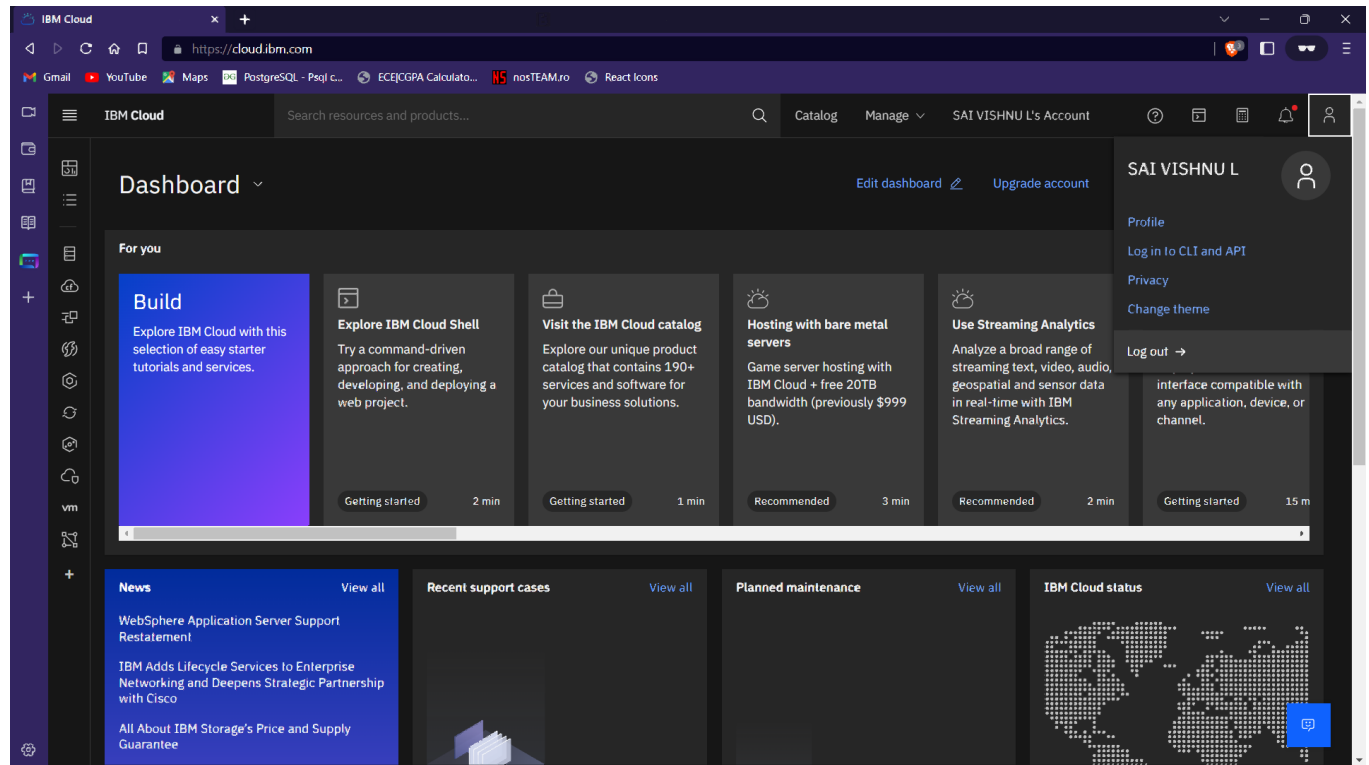 IBM Cloud
https://cloud.ibm.com
Gmail YouTube Maps PostgreSQL - Psql c... ECE|CGPA Calculato... nosTEAM.ro React Icons
IBM Cloud Search resources and products... Catalog Manage SAI VISHNU L's Account
Dashboard
Edit dashboard Upgrade account
SAI VISHNU L
Profile
Log in to CLI and API
Privacy
Change theme
Log out →
For you
Build
Explore IBM Cloud with this
selection of easy starter
tutorials and services.
Explore IBM Cloud Shell
Try a command-driven
approach for creating,
developing, and deploying a
web project.
Getting started 2 min
Visit the IBM Cloud catalog
Explore our unique product
catalog that contains 190+
services and software for
your business solutions.
Getting started 1 min
Hosting with bare metal
servers
Game server hosting with
IBM Cloud + free 20TB
bandwidth (previously $999
USD).
Recommended 3 min
Use Streaming Analytics
Analyze a broad range of
streaming text, video, audio,
geospatial and sensor data
in real-time with IBM
Streaming Analytics.
Recommended 2 min
interface compatible with
any application, device, or
channel.
Getting started 15 m
vm
News View all
WebSphere Application Server Support
Restatement
IBM Adds Lifecycle Services to Enterprise
Networking and Deepens Strategic Partnership
with Cisco
All About IBM Storage's Price and Supply
Guarantee
Recent support cases View all
Planned maintenance View all
IBM Cloud status View all